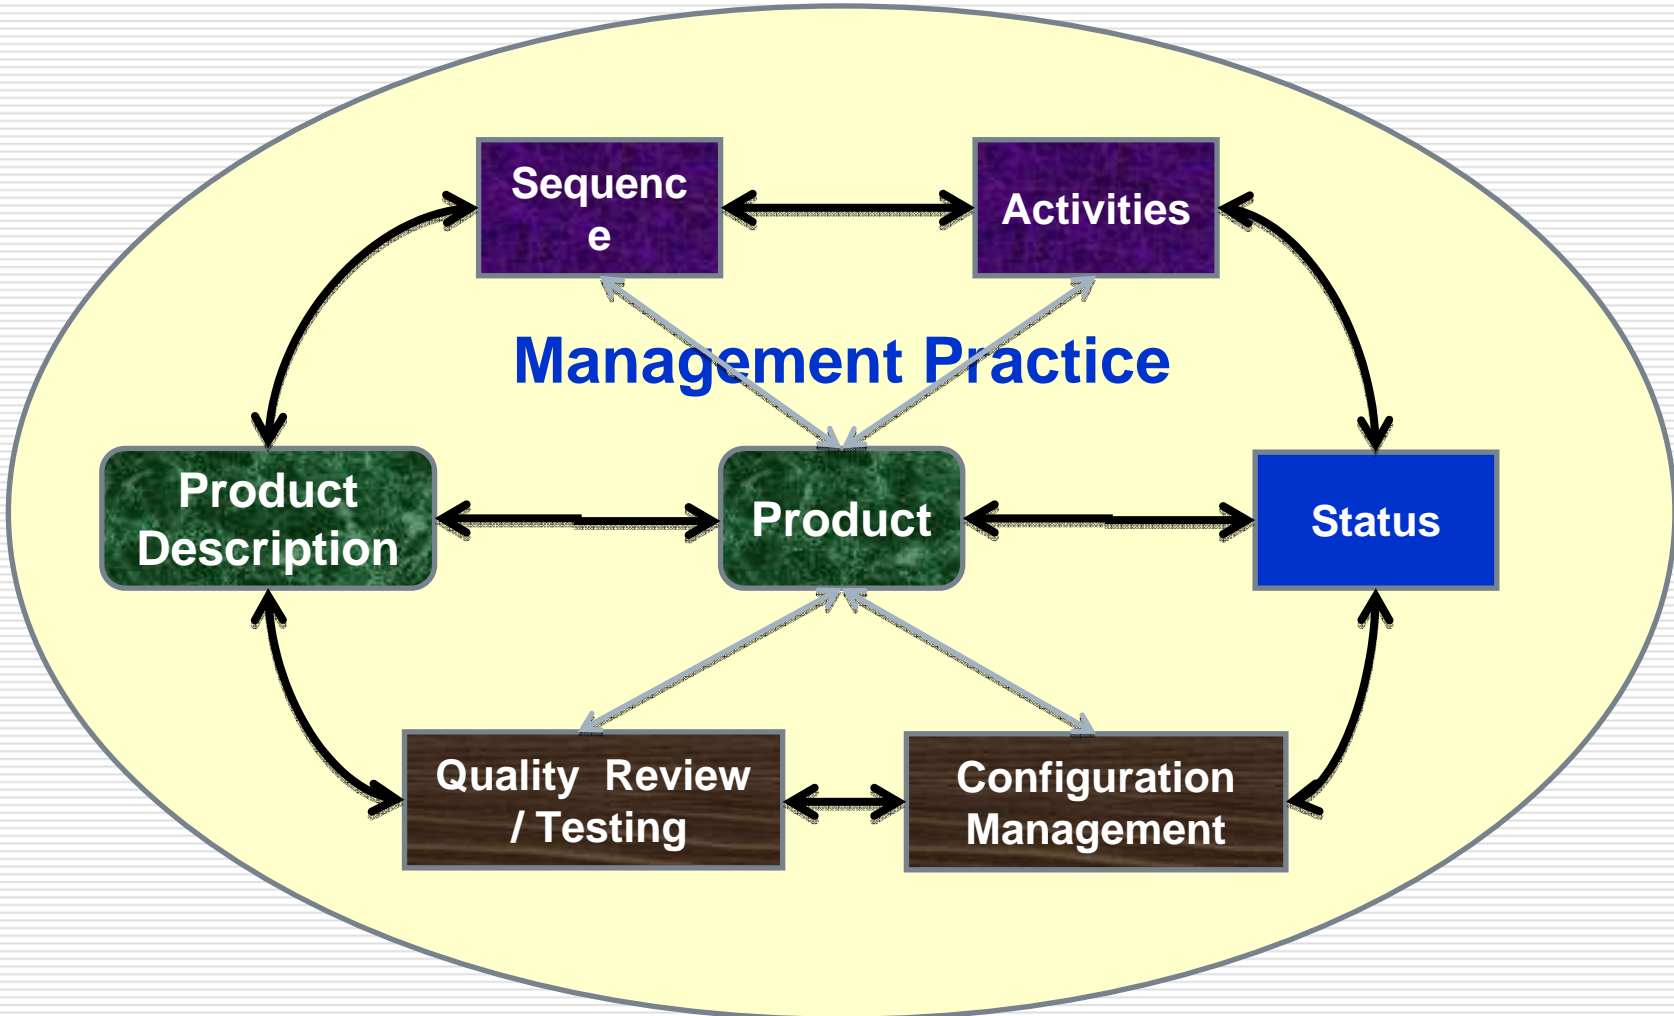 Sequenc
e
Activities
Management Practice
Product
Description
Product
Status
Quality  Review
/ Testing
Configuration
Management